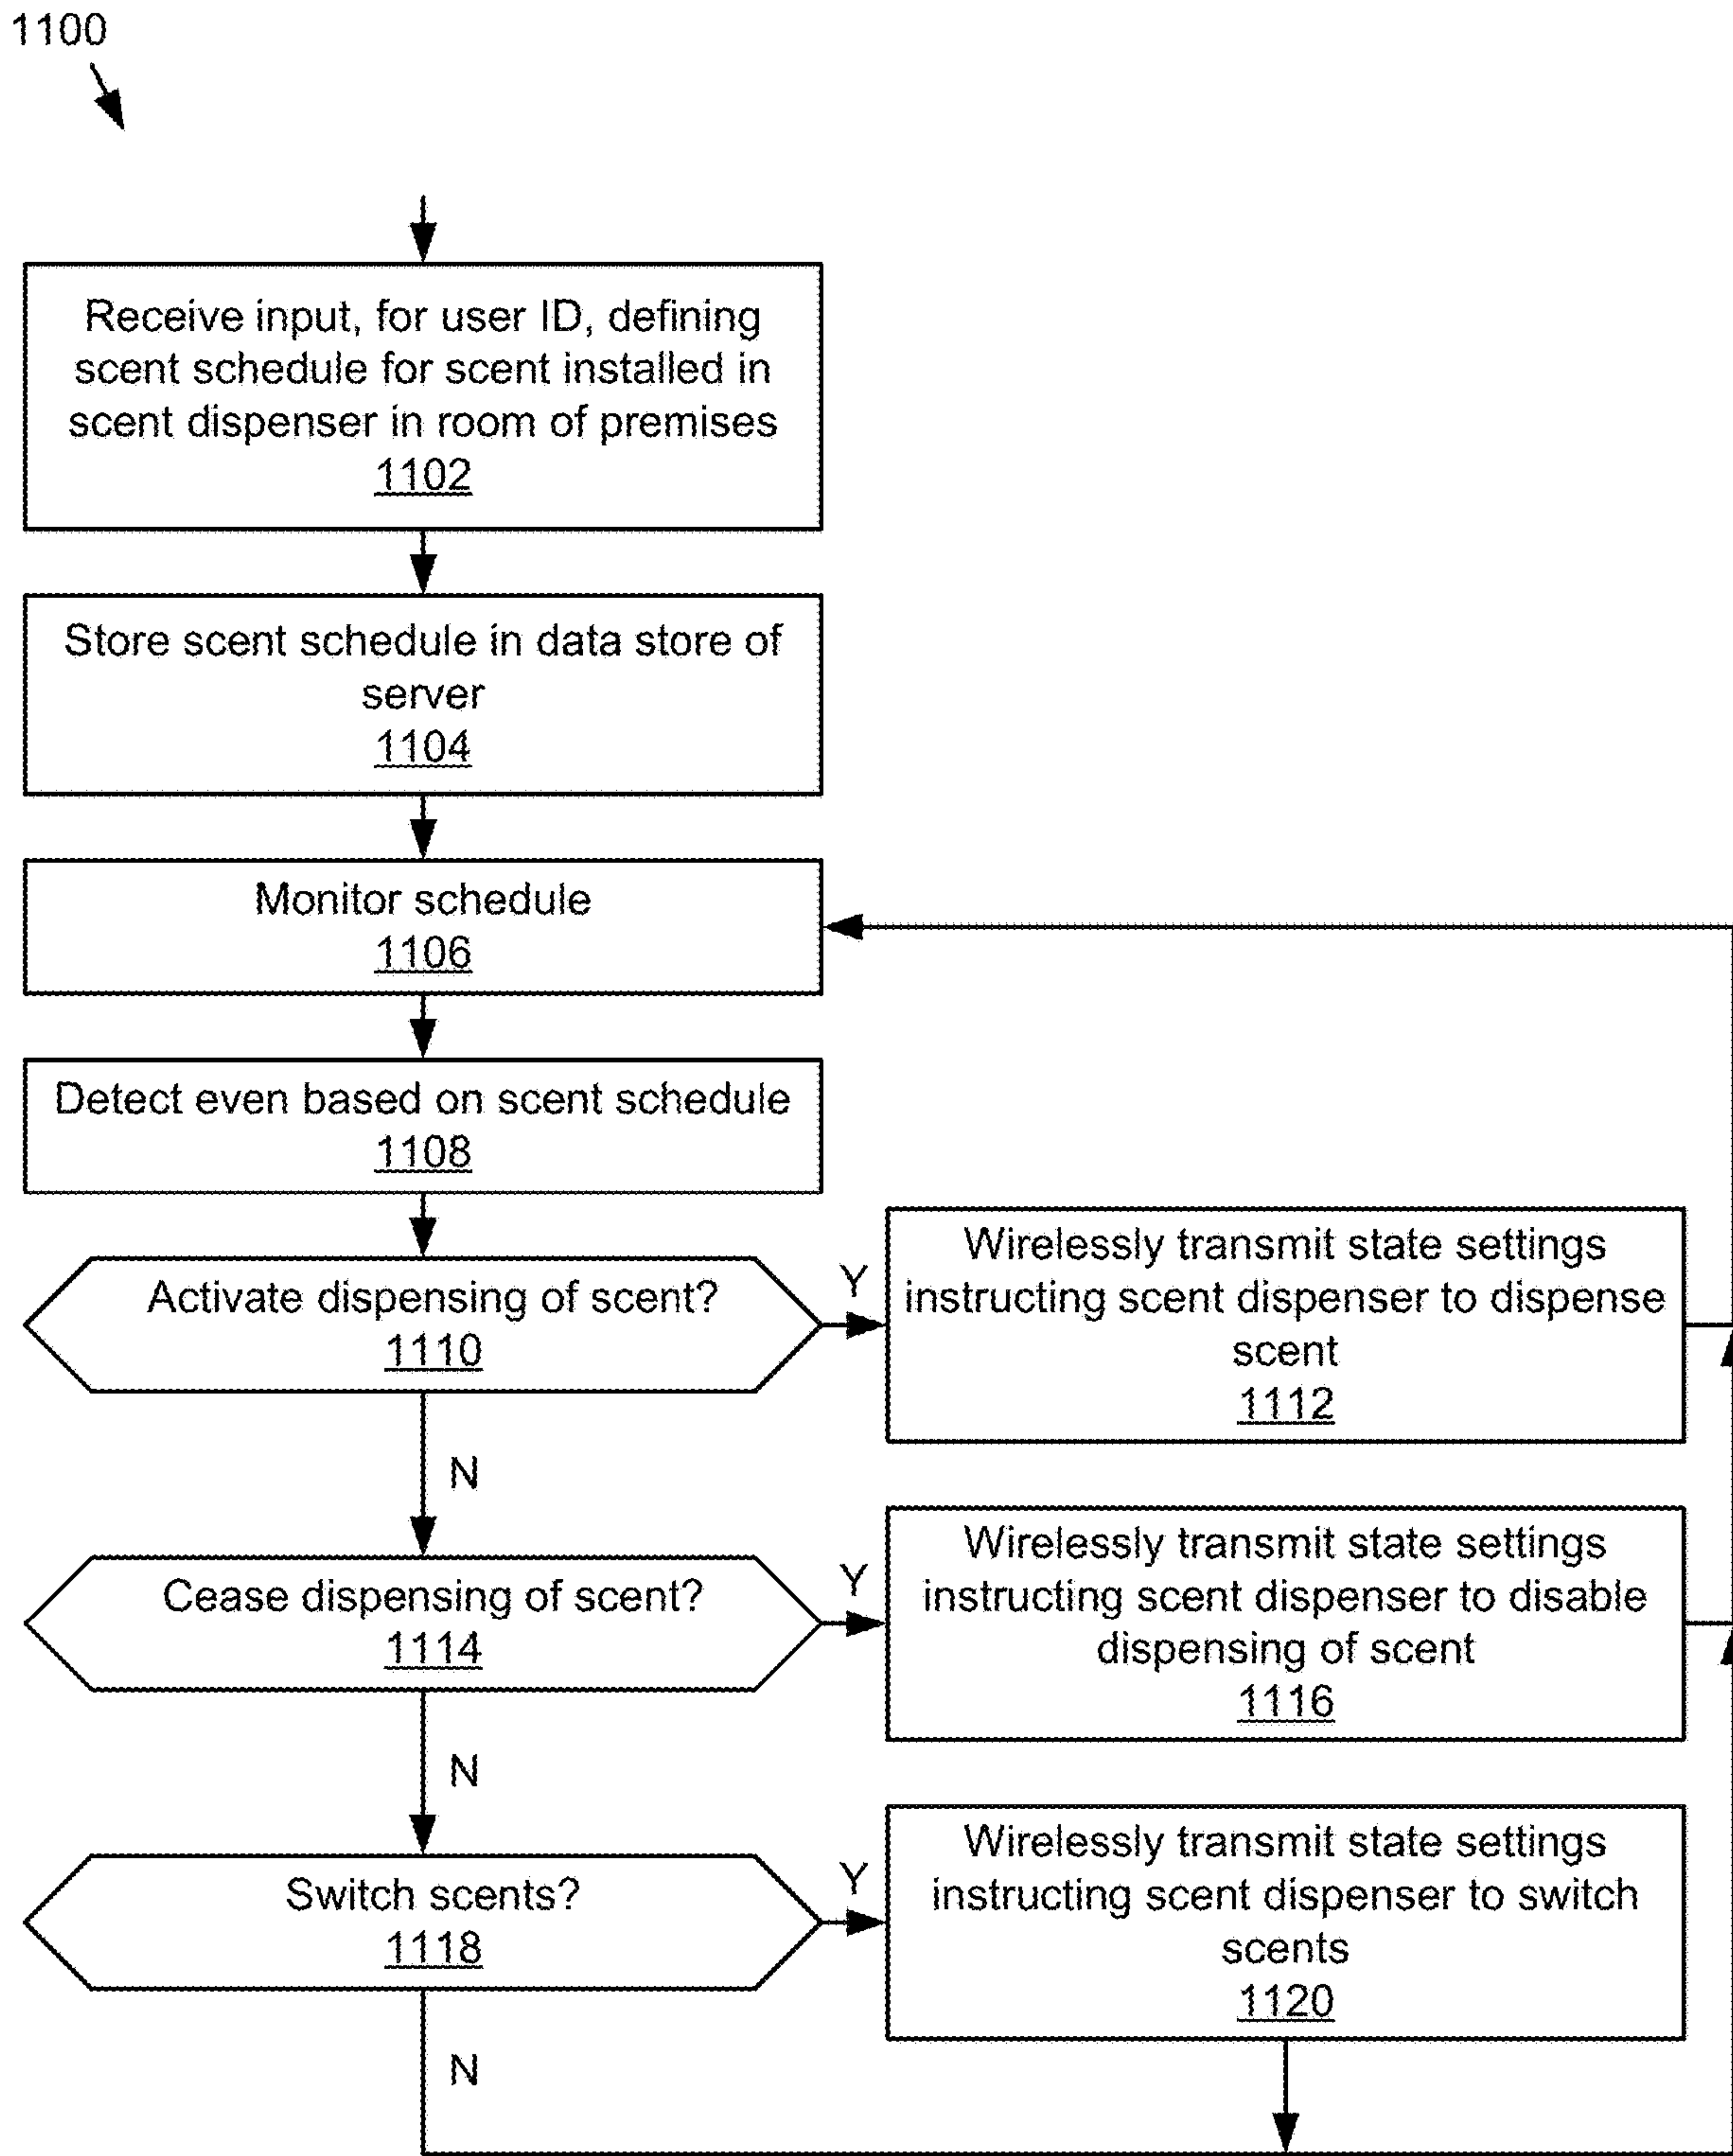 1100
Receive input, for user ID, defining
scent schedule for scent installed in
scent dispenser in room of premises
1102
Store scent schedule in data store of
server
1104
Monitor schedule
1106
Detect even based on scent schedule
1108
Activate dispensing of scent?
1110
Y
Wirelessly transmit state settings
instructing scent dispenser to dispense
scent
1112
N
Cease dispensing of scent?
1114
Y
Wirelessly transmit state settings
instructing scent dispenser to disable
dispensing of scent
1116
N
Switch scents?
1118
Y
Wirelessly transmit state settings
instructing scent dispenser to switch
scents
1120
N